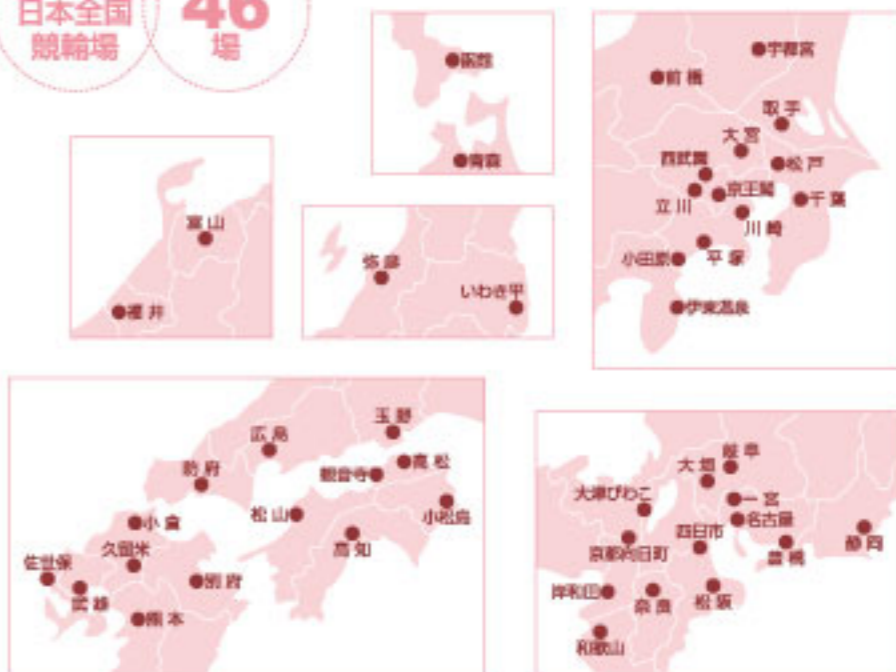 日本全国
競輪場
46
場
函館
青森
宇都宮
前橋
取手
大宮
西武園
松戸
京王閣
立川
千葉
川崎
小田原
平塚
伊東温泉
富山
福井
弥彦
いわき平
玉野
広島
高松
防府
観音寺
松山
小松島
小倉
高知
久留米
佐世保
別府
武雄
熊本
岐阜
大垣
大津びわこ
一宮
名古屋
四日市
静岡
京都向日町
豊橋
岸和田
奈良
松阪
和歌山